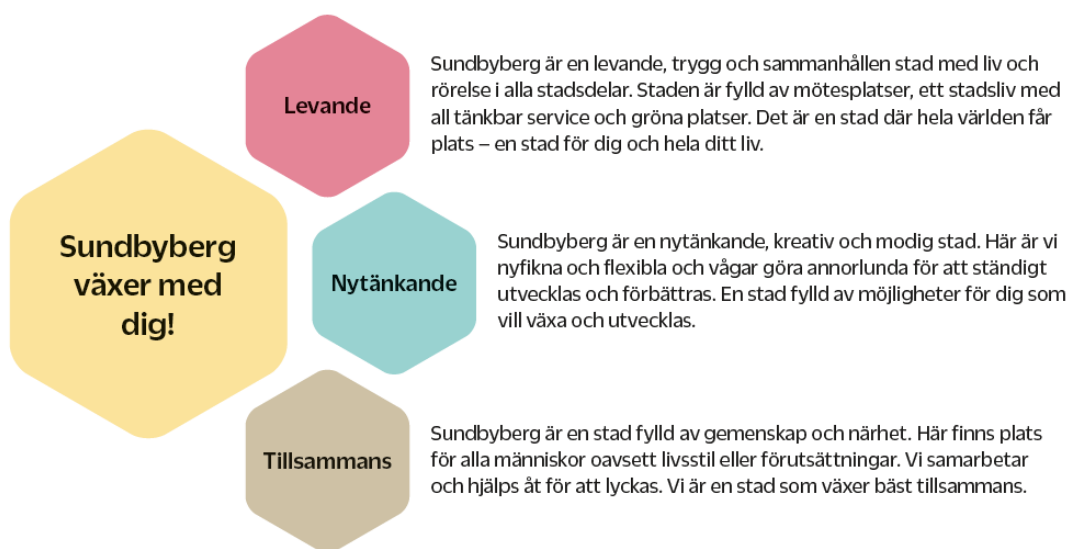 Sundbyberg
växer med
dig!
Levande
Sundbyberg är en levande, trygg och sammanhållen stad med liv och
rörelse i alla stadsdelar. Staden är fylld av mötesplatser, ett stadsliv med
all tänkbar service och gröna platser. Det är en stad där hela världen får
plats – en stad för dig och hela ditt liv.
Nytänkande
Sundbyberg är en nytänkande, kreativ och modig stad. Här är vi
nyfikna och flexibla och vågar göra annorlunda för att ständigt
utvecklas och förbättras. En stad fylld av möjligheter för dig som
vill växa och utvecklas.
Tillsammans
Sundbyberg är en stad fylld av gemenskap och närhet. Här finns plats
för alla människor oavsett livsstil eller förutsättningar. Vi samarbetar
och hjälps åt för att lyckas. Vi är en stad som växer bäst tillsammans.